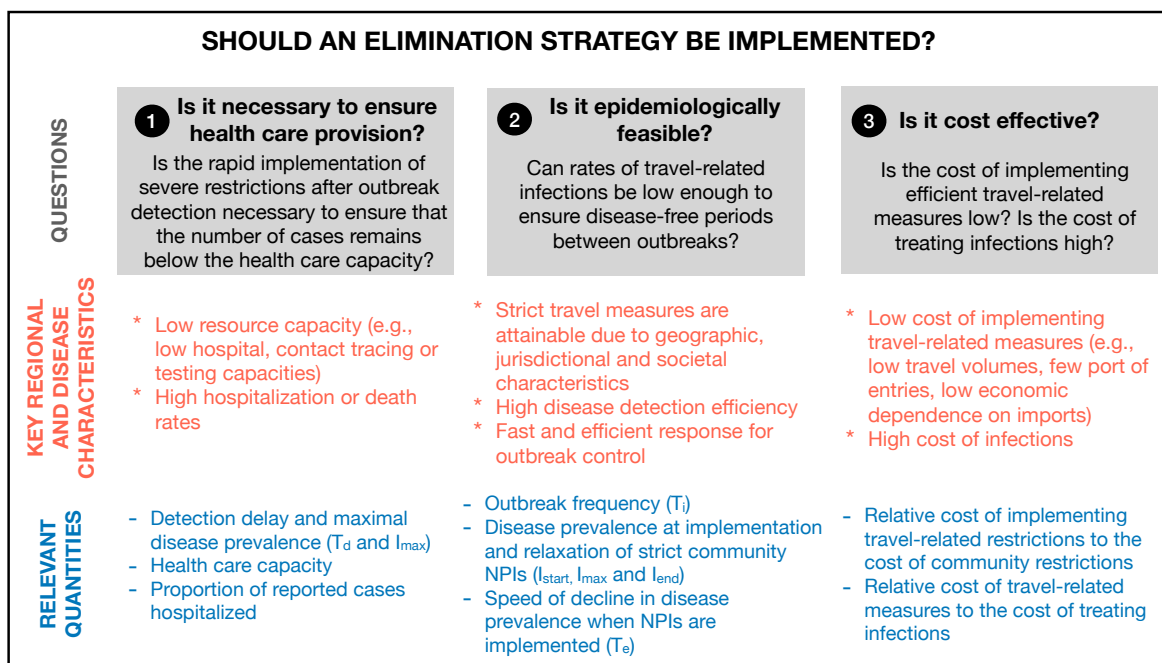 SHOULD AN ELIMINATION STRATEGY BE IMPLEMENTED?
QUESTIONS
1 Is it necessary to ensure
health care provision?
Is the rapid implementation of
severe restrictions after outbreak
detection necessary to ensure that
the number of cases remains
below the health care capacity?
2 Is it epidemiologically
feasible?
Can rates of travel-related
infections be low enough to
ensure disease-free periods
between outbreaks?
3 Is it cost effective?
Is the cost of implementing
efficient travel-related
measures low? Is the cost of
treating infections high?
KEY REGIONAL
AND DISEASE
CHARACTERISTICS
* Low resource capacity (e.g.,
low hospital, contact tracing or
testing capacities)
* High hospitalization or death
rates
* Strict travel measures are
attainable due to geographic,
jurisdictional and societal
characteristics
* High disease detection efficiency
* Fast and efficient response for
outbreak control
* Low cost of implementing
travel-related measures (e.g.,
low travel volumes, few port of
entries, low economic
dependence on imports)
* High cost of infections
RELEVANT
QUANTITIES
- Detection delay and maximal
disease prevalence (Td and Imax)
- Health care capacity
- Proportion of reported cases
hospitalized
- Outbreak frequency (Ti)
- Disease prevalence at implementation
and relaxation of strict community
NPIs (Istart, Imax and Iend)
- Speed of decline in disease
prevalence when NPIs are
implemented (Te)
- Relative cost of implementing
travel-related restrictions to the
cost of community restrictions
- Relative cost of travel-related
measures to the cost of treating
infections